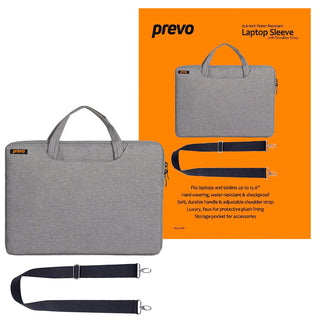 prevo
15.6 inch Water Resistant
Laptop Sleeve
with Shoulder Strap
Fits laptops and tablets up to 15.6"
Hard-wearing, water-resistant & shockproof
Soft, durable handle & adjustable shoulder strap
Luxury, faux-fur protective plush lining
Storage pocket for accessories
prevo